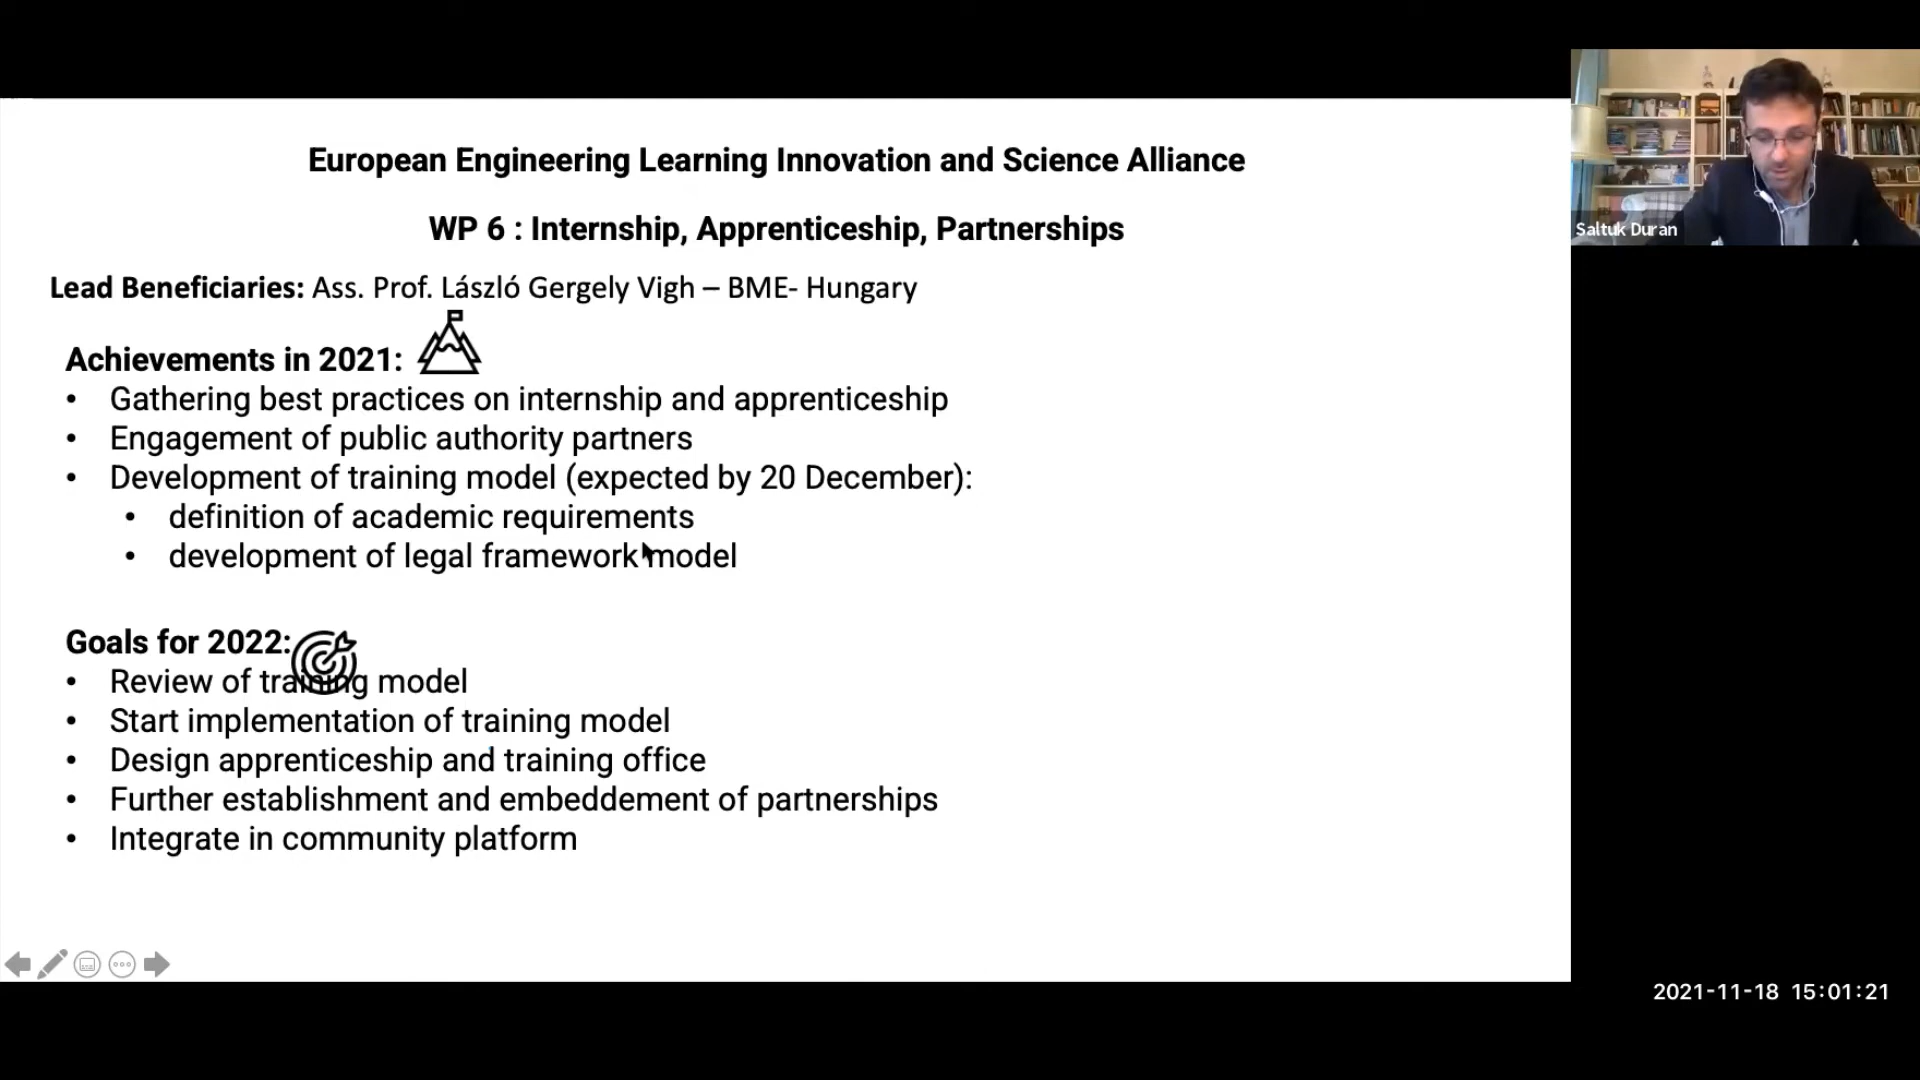 European Engineering Learning Innovation and Science Alliance
WP 6 : Internship, Apprenticeship, Partnerships
Lead Beneficiaries: Ass. Prof. László Gergely Vigh – BME- Hungary
Achievements in 2021:
• Gathering best practices on internship and apprenticeship
• Engagement of public authority partners
• Development of training model (expected by 20 December):
• definition of academic requirements
• development of legal framework model
Goals for 2022:
• Review of training model
• Start implementation of training model
• Design apprenticeship and training office
• Further establishment and embeddement of partnerships
• Integrate in community platform
Saltuk Duran
2021-11-18 15:01:21